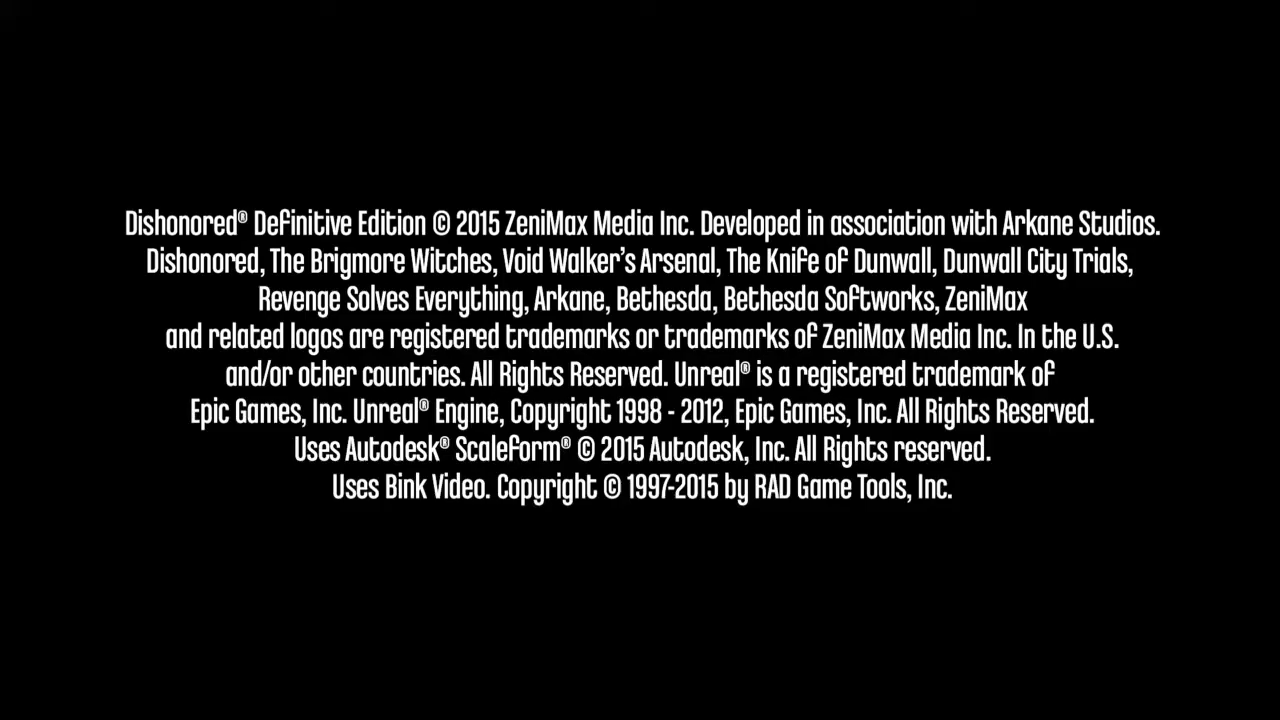 Dishonored® Definitive Edition © 2015 ZeniMax Media Inc. Developed in association with Arkane Studios.
Dishonored, The Brigmore Witches, Void Walker's Arsenal, The Knife of Dunwall, Dunwall City Trials,
Revenge Solves Everything, Arkane, Bethesda, Bethesda Softworks, ZeniMax
and related logos are registered trademarks or trademarks of ZeniMax Media Inc. In the U.S.
and/or other countries. All Rights Reserved. Unreal® is a registered trademark of
Epic Games, Inc. Unreal® Engine, Copyright 1998 - 2012, Epic Games, Inc. All Rights Reserved.
Uses Autodesk® Scaleform® © 2015 Autodesk, Inc. All Rights reserved.
Uses Bink Video. Copyright © 1997-2015 by RAD Game Tools, Inc.